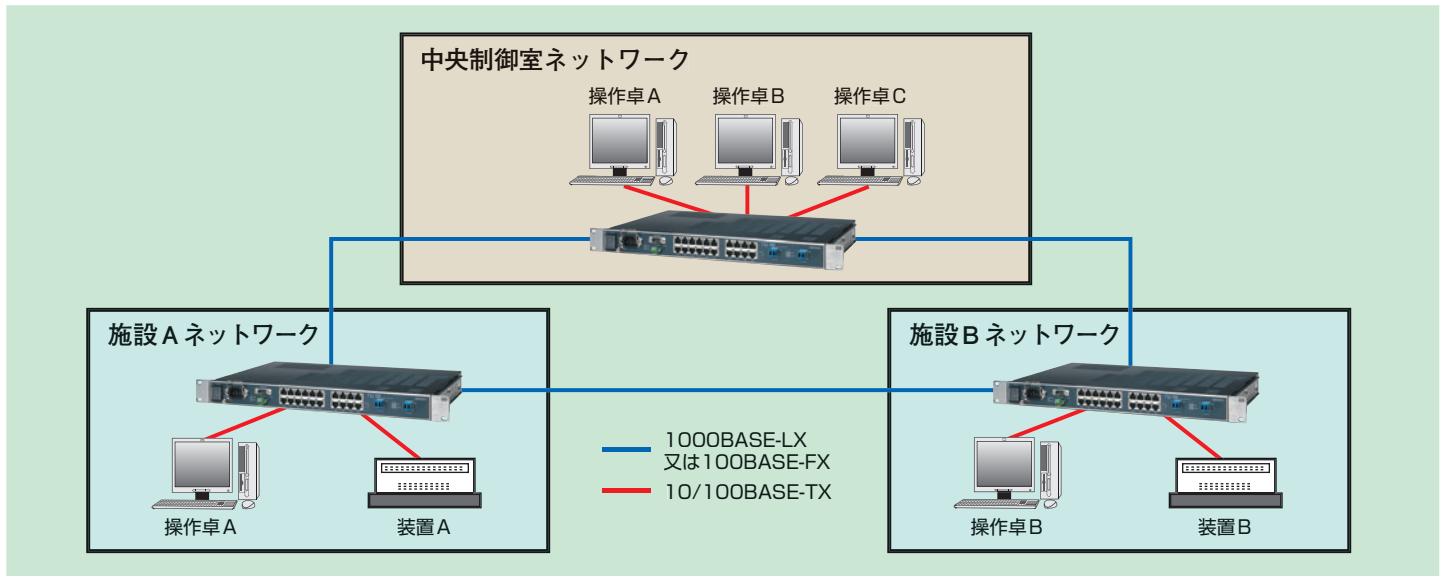 中央制御室ネットワーク
操作卓A 操作卓B 操作卓C
施設Aネットワーク
操作卓A 装置A
1000BASE-LX
又は100BASE-FX
10/100BASE-TX
施設Bネットワーク
操作卓B 装置B